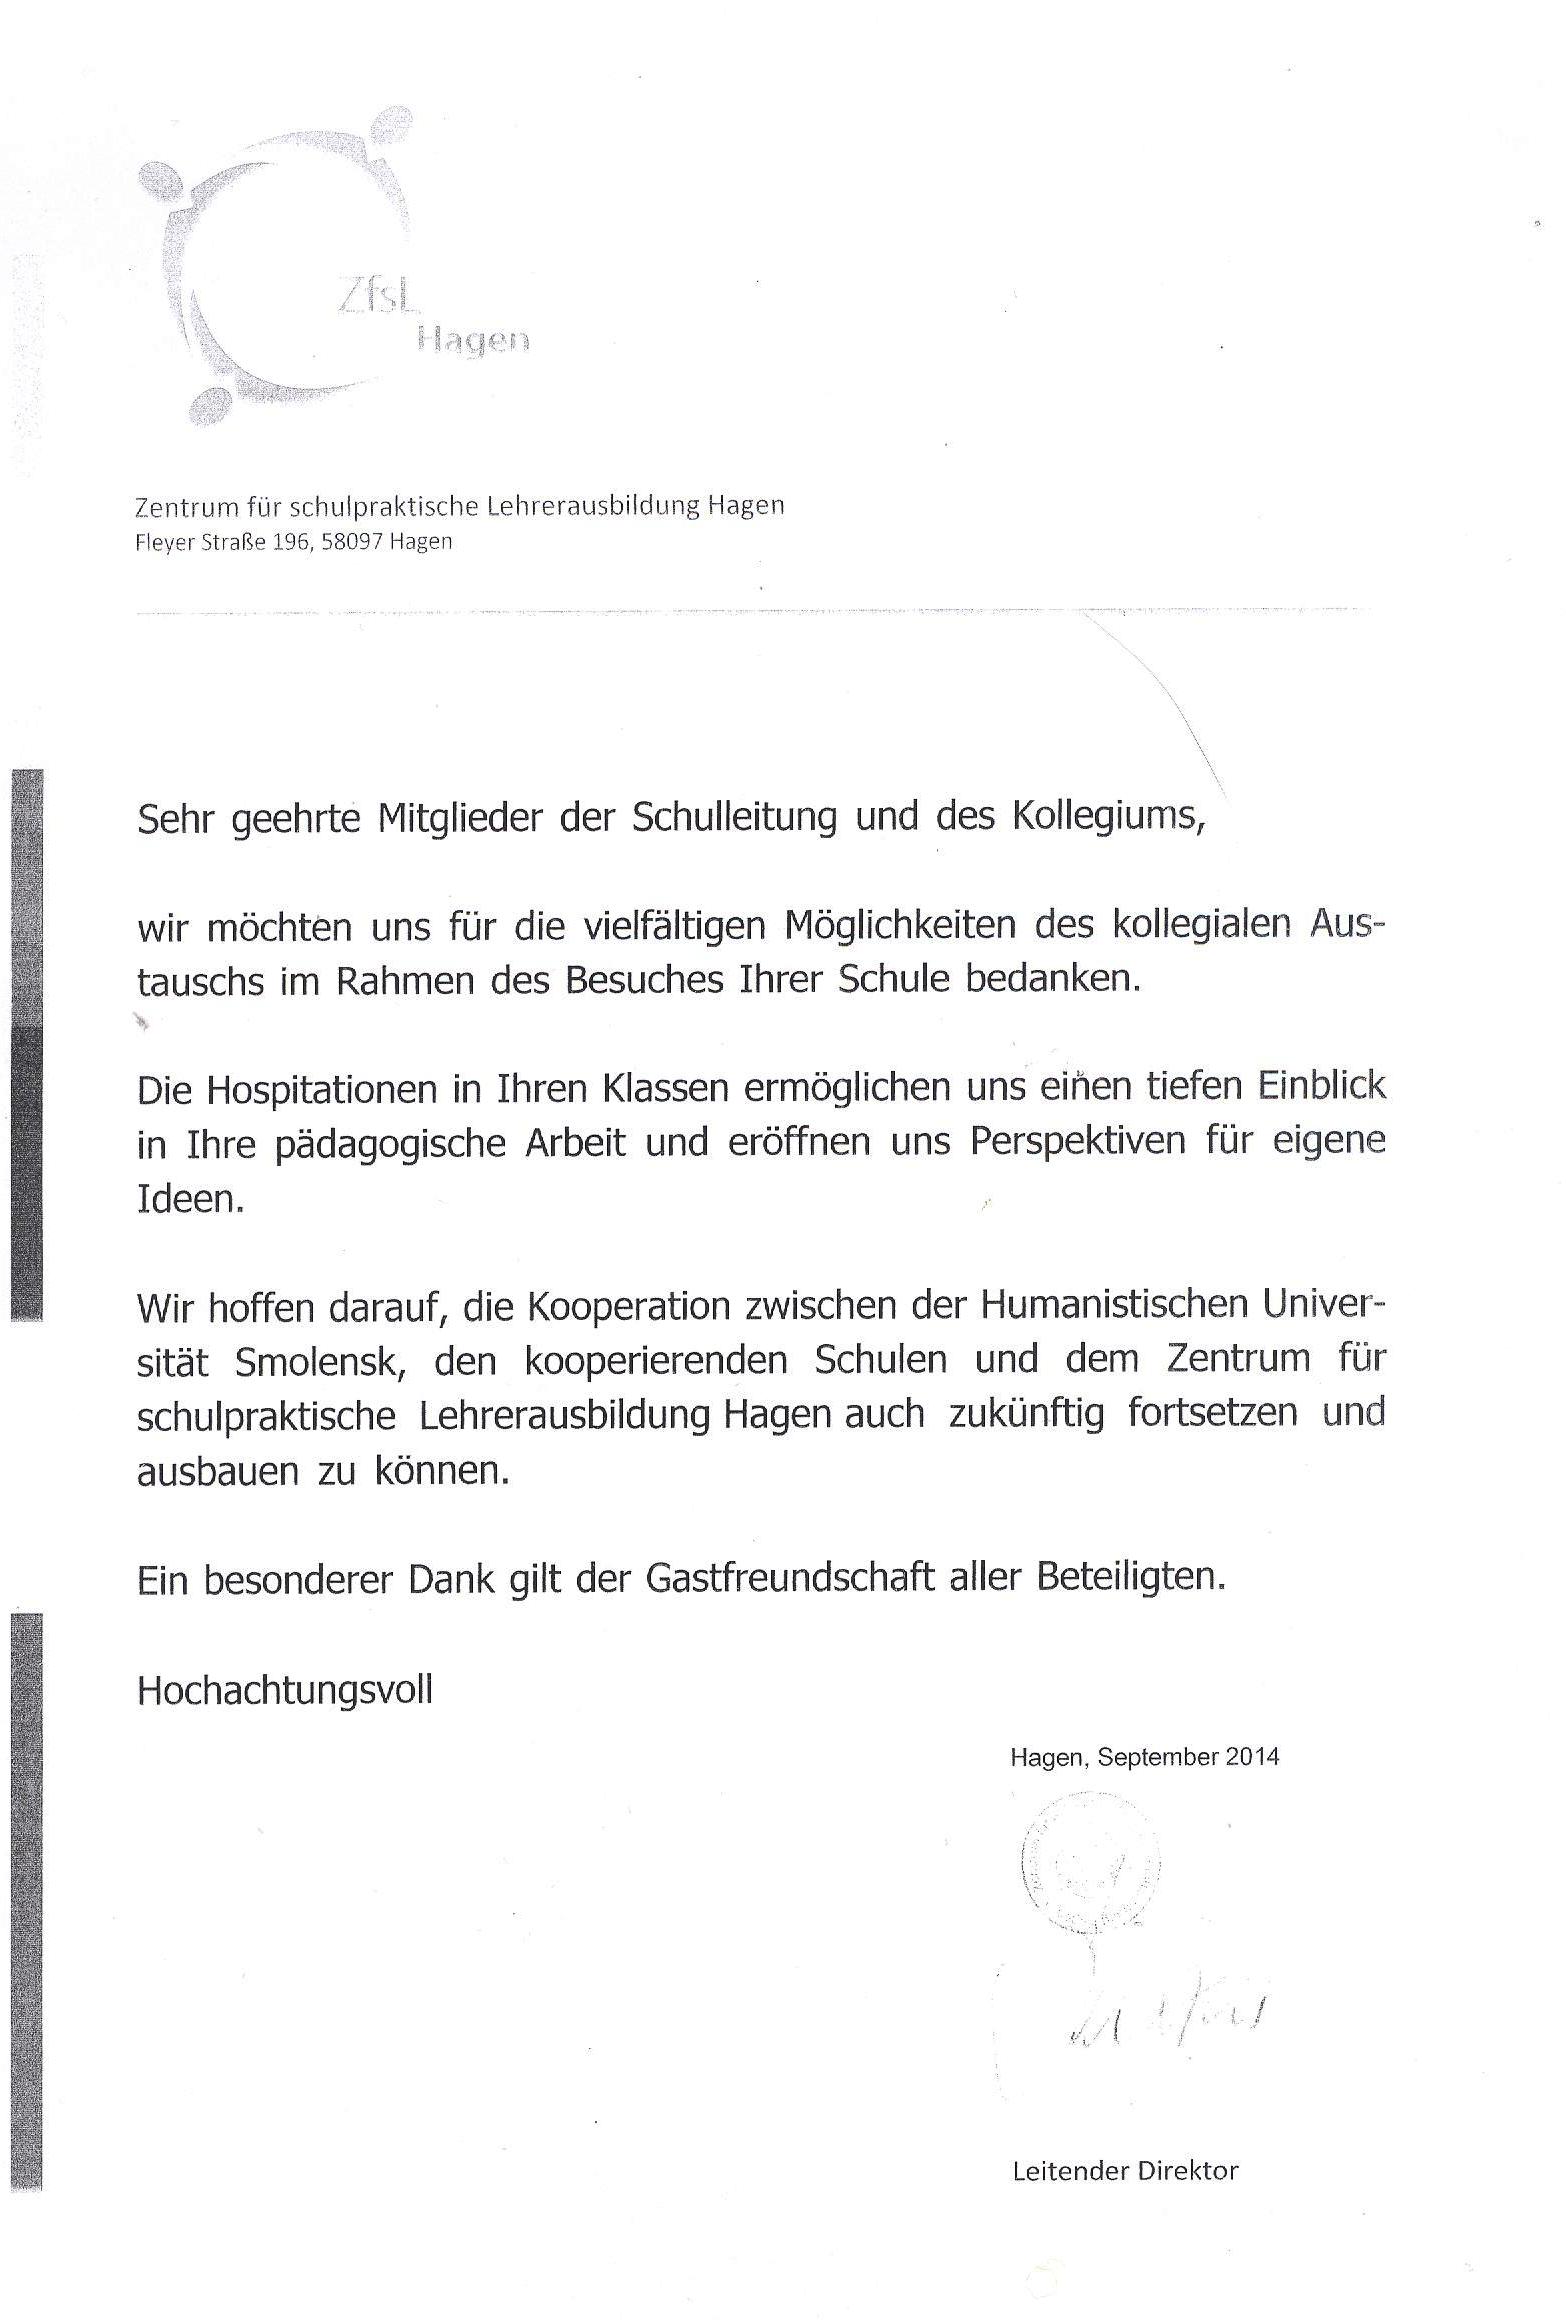 ZfsL
Hagen
Zentrum für schulpraktische Lehrerausbildung Hagen
Fleyer Straße 196, 58097 Hagen
Sehr geehrte Mitglieder der Schulleitung und des Kollegiums,
wir möchten uns für die vielfältigen Möglichkeiten des kollegialen Aus-
tauschs im Rahmen des Besuches Ihrer Schule bedanken.
Die Hospitationen in Ihren Klassen ermöglichen uns einen tiefen Einblick
in Ihre pädagogische Arbeit und eröffnen uns Perspektiven für eigene
Ideen.
Wir hoffen darauf, die Kooperation zwischen der Humanistischen Univer-
sität Smolensk, den kooperierenden Schulen und dem Zentrum für
schulpraktische Lehrerausbildung Hagen auch zukünftig fortsetzen und
ausbauen zu können.
Ein besonderer Dank gilt der Gastfreundschaft aller Beteiligten.
Hochachtungsvoll
Hagen, September 2014
Leitender Direktor